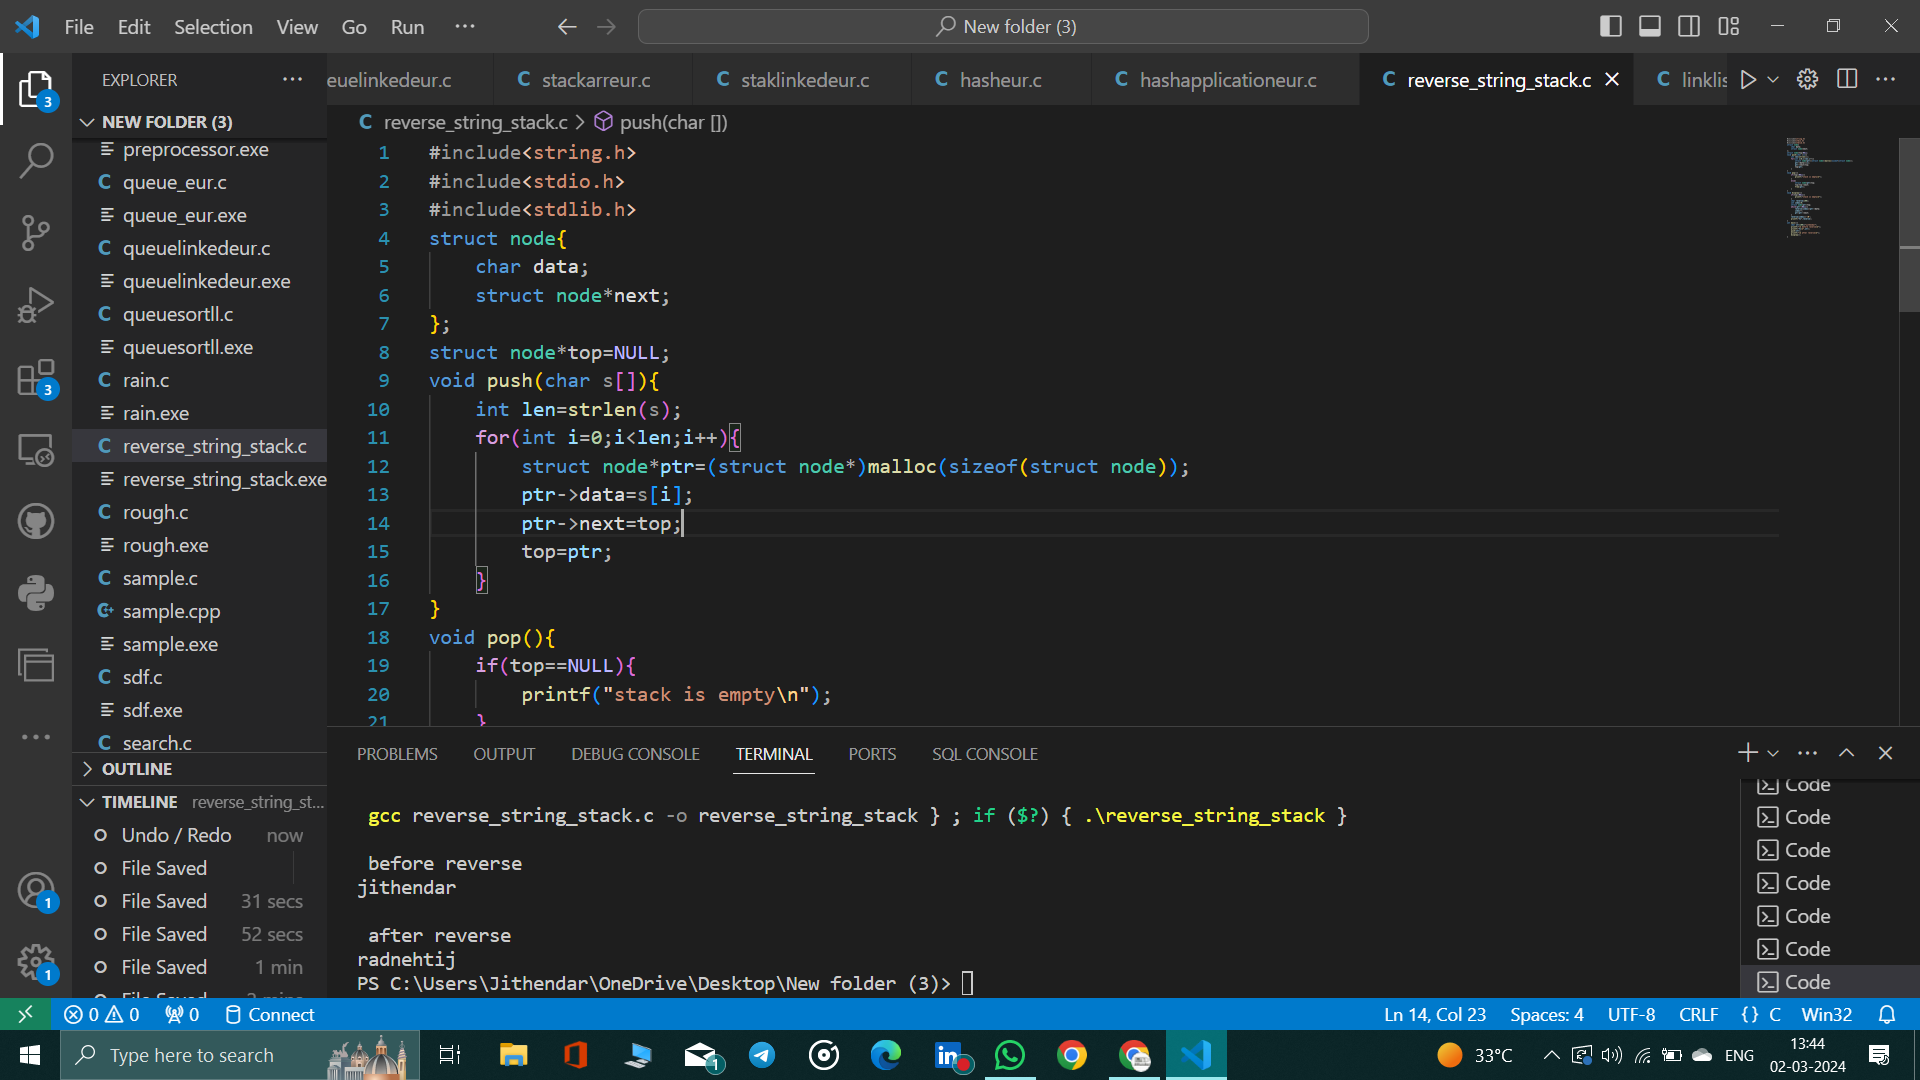 File Edit Selection View Go Run ··· New folder (3)
EXPLORER ···
euelinkedeur.c stackarreur.c staklinkedeur.c hasheur.c hashapplicationeur.c reverse_string_stack.c linklis
NEW FOLDER (3)
preprocessor.exe
queue_eur.c
queue_eur.exe
queuelinkedeur.c
queuelinkedeur.exe
queuesortll.c
queuesortll.exe
rain.c
rain.exe
reverse_string_stack.c
reverse_string_stack.exe
rough.c
rough.exe
sample.c
sample.cpp
sample.exe
sdf.c
sdf.exe
search.c
OUTLINE
TIMELINE reverse_string_st...
Undo / Redo now
File Saved
File Saved 31 secs
File Saved 52 secs
File Saved 1 min
reverse_string_stack.c > push(char [])
1 #include<string.h>
2 #include<stdio.h>
3 #include<stdlib.h>
4 struct node{
5 char data;
6 struct node*next;
7 };
8 struct node*top=NULL;
9 void push(char s[]){
10 int len=strlen(s);
11 for(int i=0;i<len;i++){
12 struct node*ptr=(struct node*)malloc(sizeof(struct node));
13 ptr->data=s[i];
14 ptr->next=top;
15 top=ptr;
16 }
17 }
18 void pop(){
19 if(top==NULL){
20 printf("stack is empty\n");
21 }
PROBLEMS OUTPUT DEBUG CONSOLE TERMINAL PORTS SQL CONSOLE
gcc reverse_string_stack.c -o reverse_string_stack } ; if ($?) { .\reverse_string_stack }
before reverse
jithendar
after reverse
radnehtij
PS C:\Users\Jithendar\OneDrive\Desktop\New folder (3)>
Code
Code
Code
Code
Code
Code
Code
0 0 0 Connect Ln 14, Col 23 Spaces: 4 UTF-8 CRLF {} C Win32
Type here to search 33°C ENG 13:44
02-03-2024